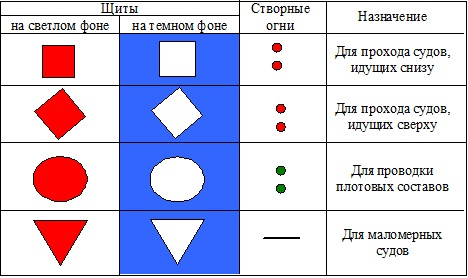 Щиты
Створные
огни
Назначение
на светлом фоне
на темном фоне
Для прохода судов,
идущих снизу
Для прохода судов,
идущих сверху
Для проводки
плотовых составов
Для маломерных
судов